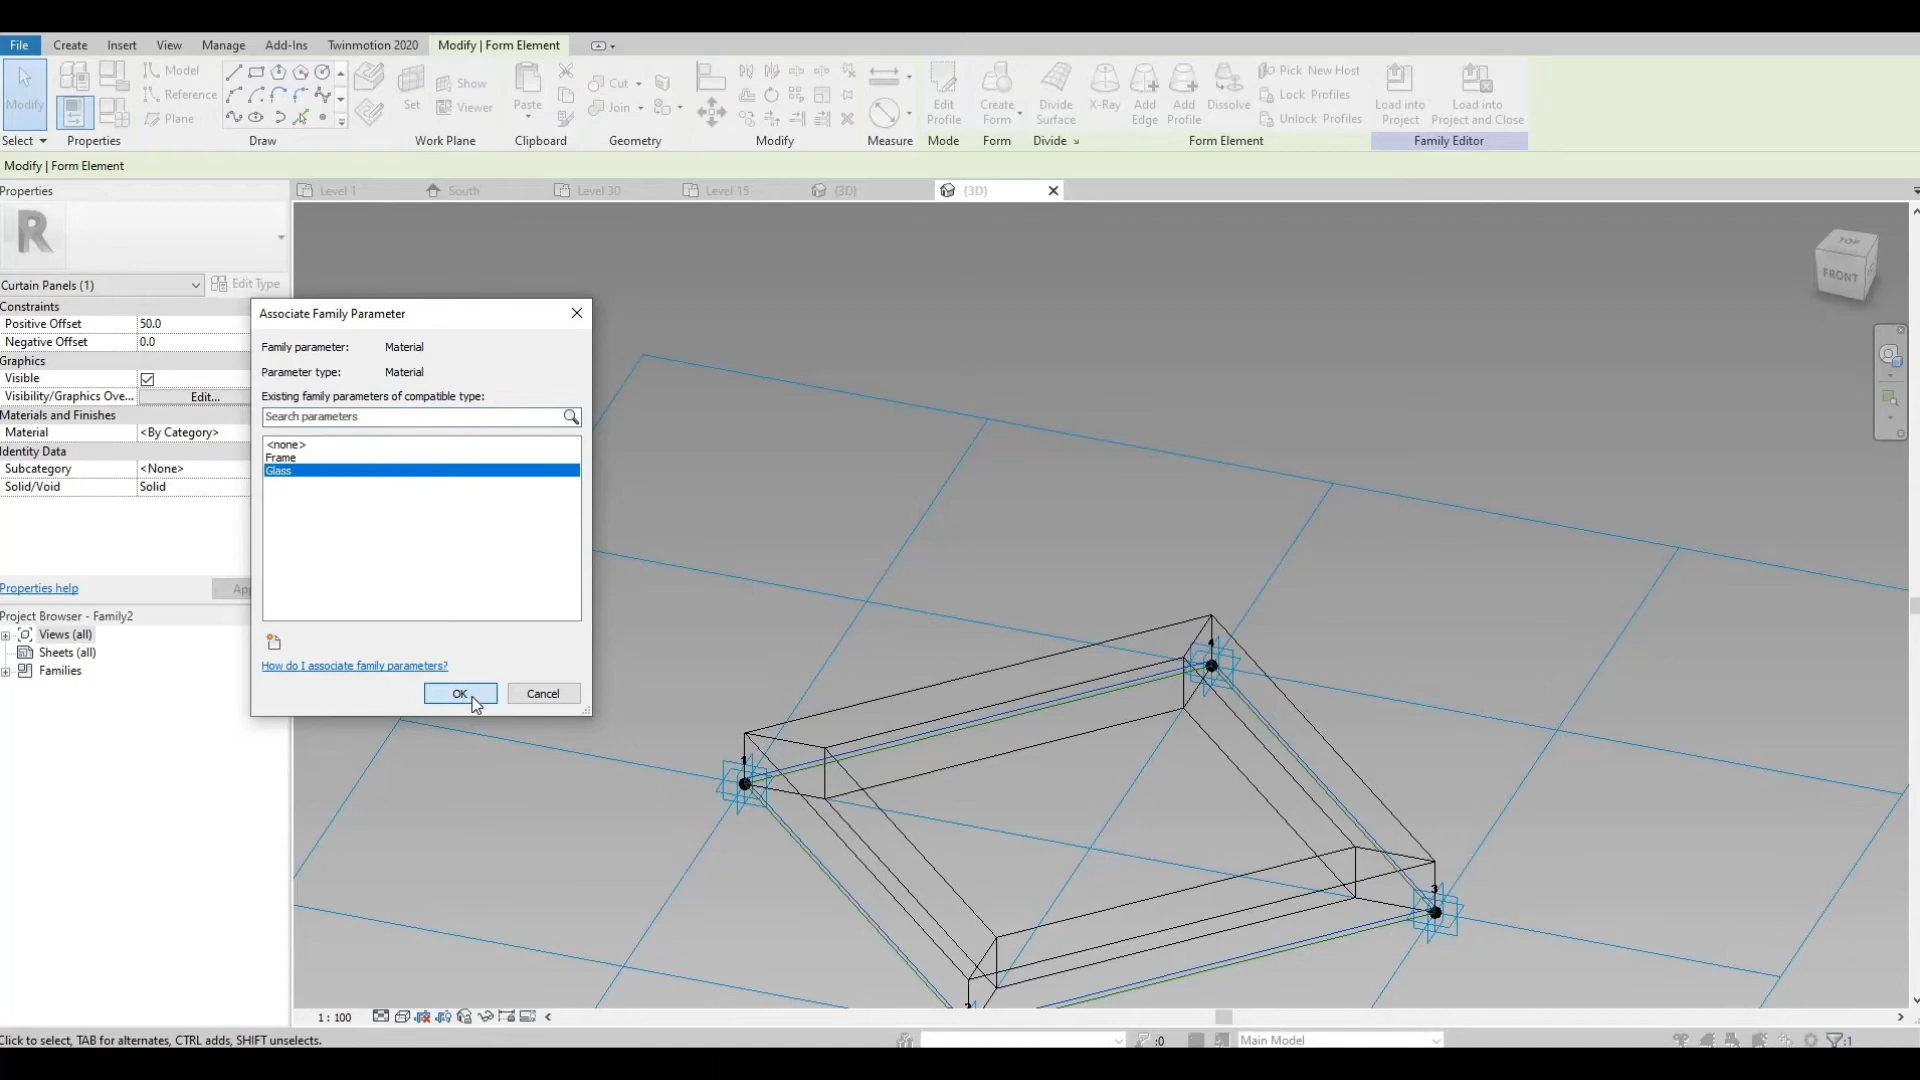 File Create Insert View Manage Add-Ins Twinmotion 2020 Modify | Form Element
Modify
Select
Properties
Model
Reference
Plane
Draw
Set
Show
Viewer
Work Plane
Paste
Clipboard
Cut
Join
Geometry
Modify
Measure
Edit Profile
Mode
Create Form
Form
Divide Surface
Divide
X-Ray
Add Edge
Add Profile
Dissolve
Pick New Host
Lock Profiles
Unlock Profiles
Form Element
Load into Project
Load into Project and Close
Family Editor
Modify | Form Element
Properties
Level 1 South Level 30 Level 15 {3D} {3D}
R
Curtain Panels (1) Edit Type
Constraints
Positive Offset 50.0
Negative Offset 0.0
Graphics
Visible
Visibility/Graphics Ove... Edit...
Materials and Finishes
Material <By Category>
Identity Data
Subcategory <None>
Solid/Void Solid
Properties help
Project Browser - Family2
Views (all)
Sheets (all)
Families
Associate Family Parameter
Family parameter: Material
Parameter type: Material
Existing family parameters of compatible type:
Search parameters
<none>
Frame
Glass
How do I associate family parameters?
OK Cancel
TOP
FRONT
4
1
3
1 : 100
Click to select, TAB for alternates, CTRL adds, SHIFT unselects.
:0
Main Model
:1